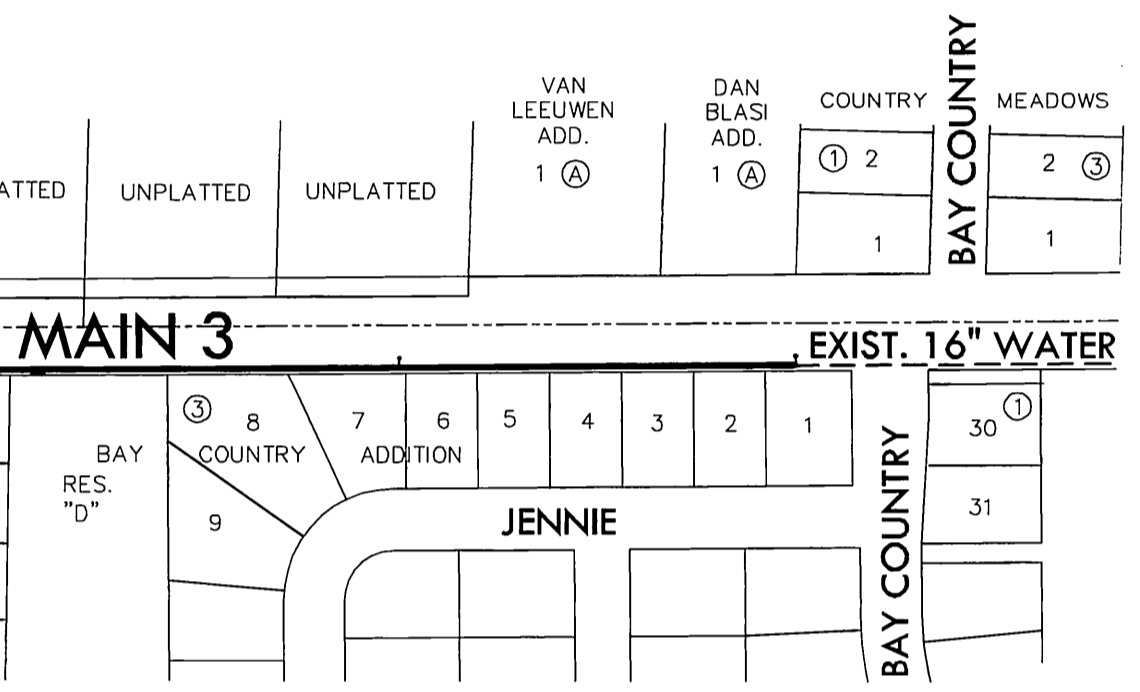 VAN
LEEUWEN
ADD.
1 Ⓐ
DAN
BLASI
ADD.
1 Ⓐ
COUNTRY
BAY COUNTRY
MEADOWS
① 2
1
2 ③
1
ATTED
UNPLATTED
UNPLATTED
MAIN 3
EXIST. 16" WATER
③ 8
7
6
5
4
3
2
1
30 ①
BAY
COUNTRY
ADDITION
RES.
"D"
9
JENNIE
BAY COUNTRY
31